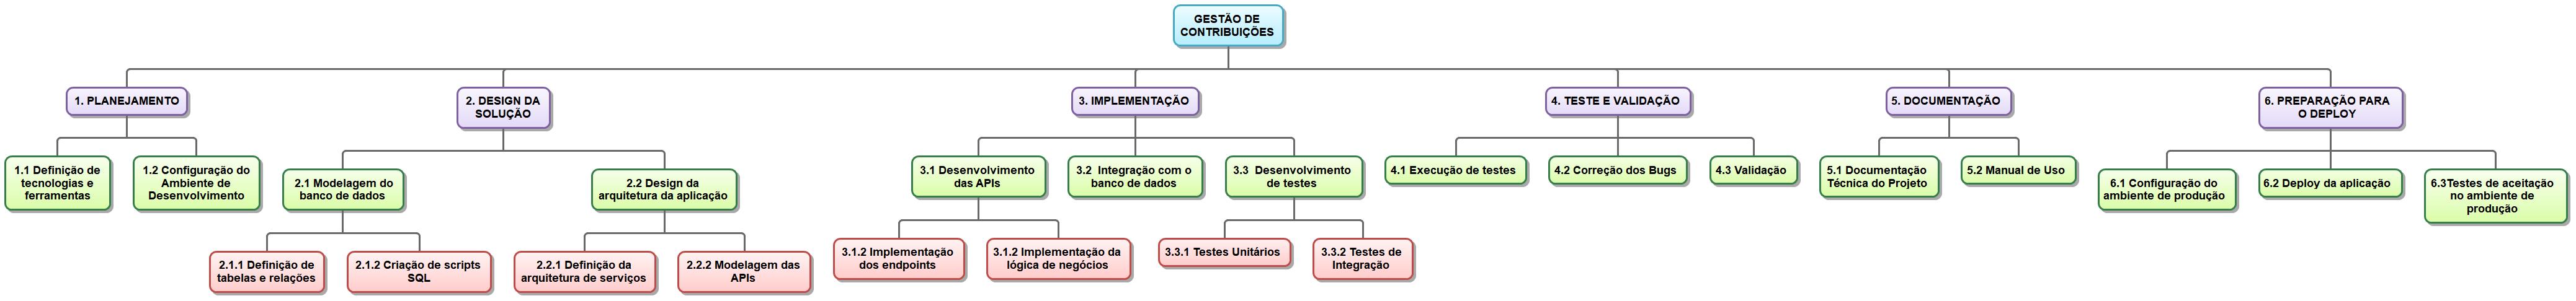 GESTÃO DE
CONTRIBUIÇÕES
1. PLANEJAMENTO
2. DESIGN DA
SOLUÇÃO
3. IMPLEMENTAÇÃO
4. TESTE E VALIDAÇÃO
5. DOCUMENTAÇÃO
6. PREPARAÇÃO PARA
O DEPLOY
1.1 Definição de
tecnologias e
ferramentas
1.2 Configuração do
Ambiente de
Desenvolvimento
2.1 Modelagem do
banco de dados
2.2 Design da
arquitetura da aplicação
3.1 Desenvolvimento
das APIs
3.2  Integração com o
banco de dados
3.3  Desenvolvimento
de testes
4.1 Execução de testes
4.2 Correção dos Bugs
4.3 Validação
5.1 Documentação
Técnica do Projeto
5.2 Manual de Uso
6.1 Configuração do
ambiente de produção
6.2 Deploy da aplicação
6.3Testes de aceitação
no ambiente de
produção
2.1.1 Definição de
tabelas e relações
2.1.2 Criação de scripts
SQL
2.2.1 Definição da
arquitetura de serviços
2.2.2 Modelagem das
APIs
3.1.2 Implementação
dos endpoints
3.1.2 Implementação da
lógica de negócios
3.3.1 Testes Unitários
3.3.2 Testes de
Integração